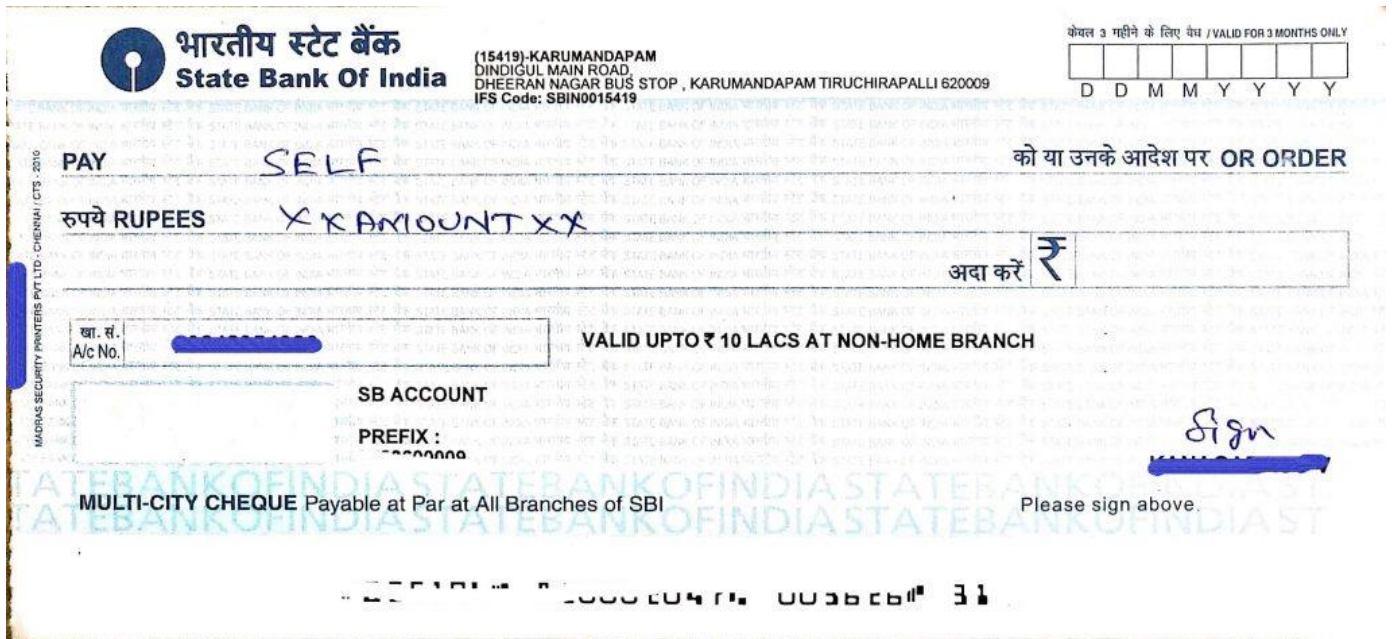 भारतीय स्टेट बैंक
State Bank Of India
(15419)-KARUMANDAPAM
DINDIGUL MAIN ROAD,
DHEERAN NAGAR BUS STOP , KARUMANDAPAM TIRUCHIRAPALLI 620009
IFS Code: SBIN0015419
केवल 3 महीने के लिए वैध / VALID FOR 3 MONTHS ONLY
D D M M Y Y Y Y
PAY SELF को या उनके आदेश पर OR ORDER
रुपये RUPEES XXAMOUNTXX
अदा करें ₹
खा. सं.
A/c No.
VALID UPTO ₹ 10 LACS AT NON-HOME BRANCH
SB ACCOUNT
PREFIX :
Sign
MULTI-CITY CHEQUE Payable at Par at All Branches of SBI
Please sign above.
MADRAS SECURITY PRINTERS PVT LTD - CHENNAI / CTS - 2010
STATEBANKOFINDIA
31